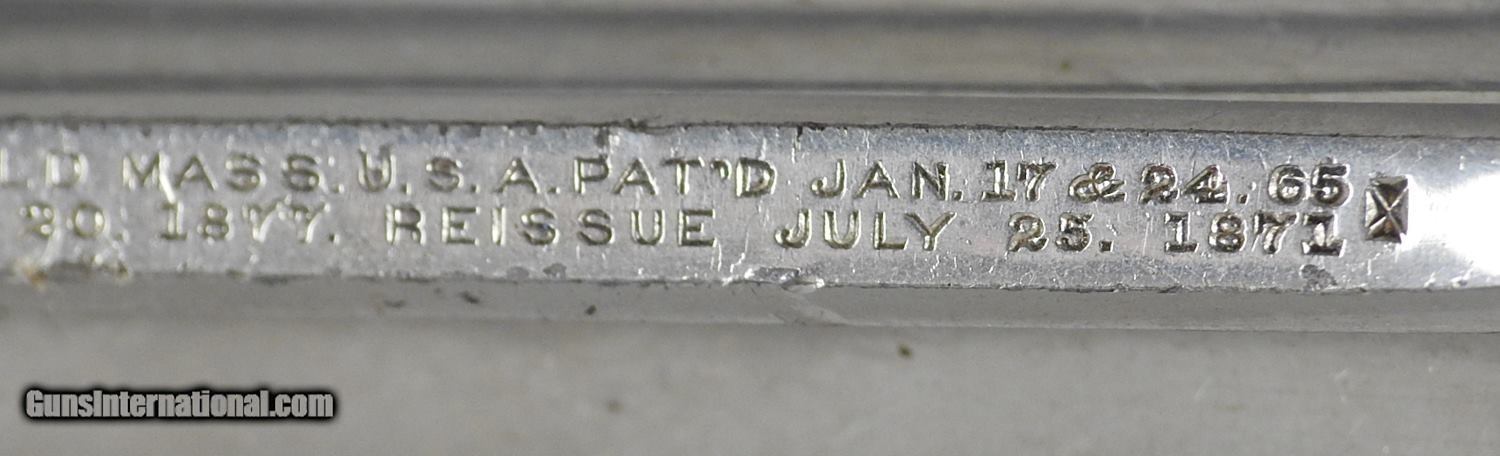 LD MASS. U.S.A. PAT'D JAN. 17 & 24. 65
20. 1877. REISSUE JULY 25. 1871
GunsInternational.com